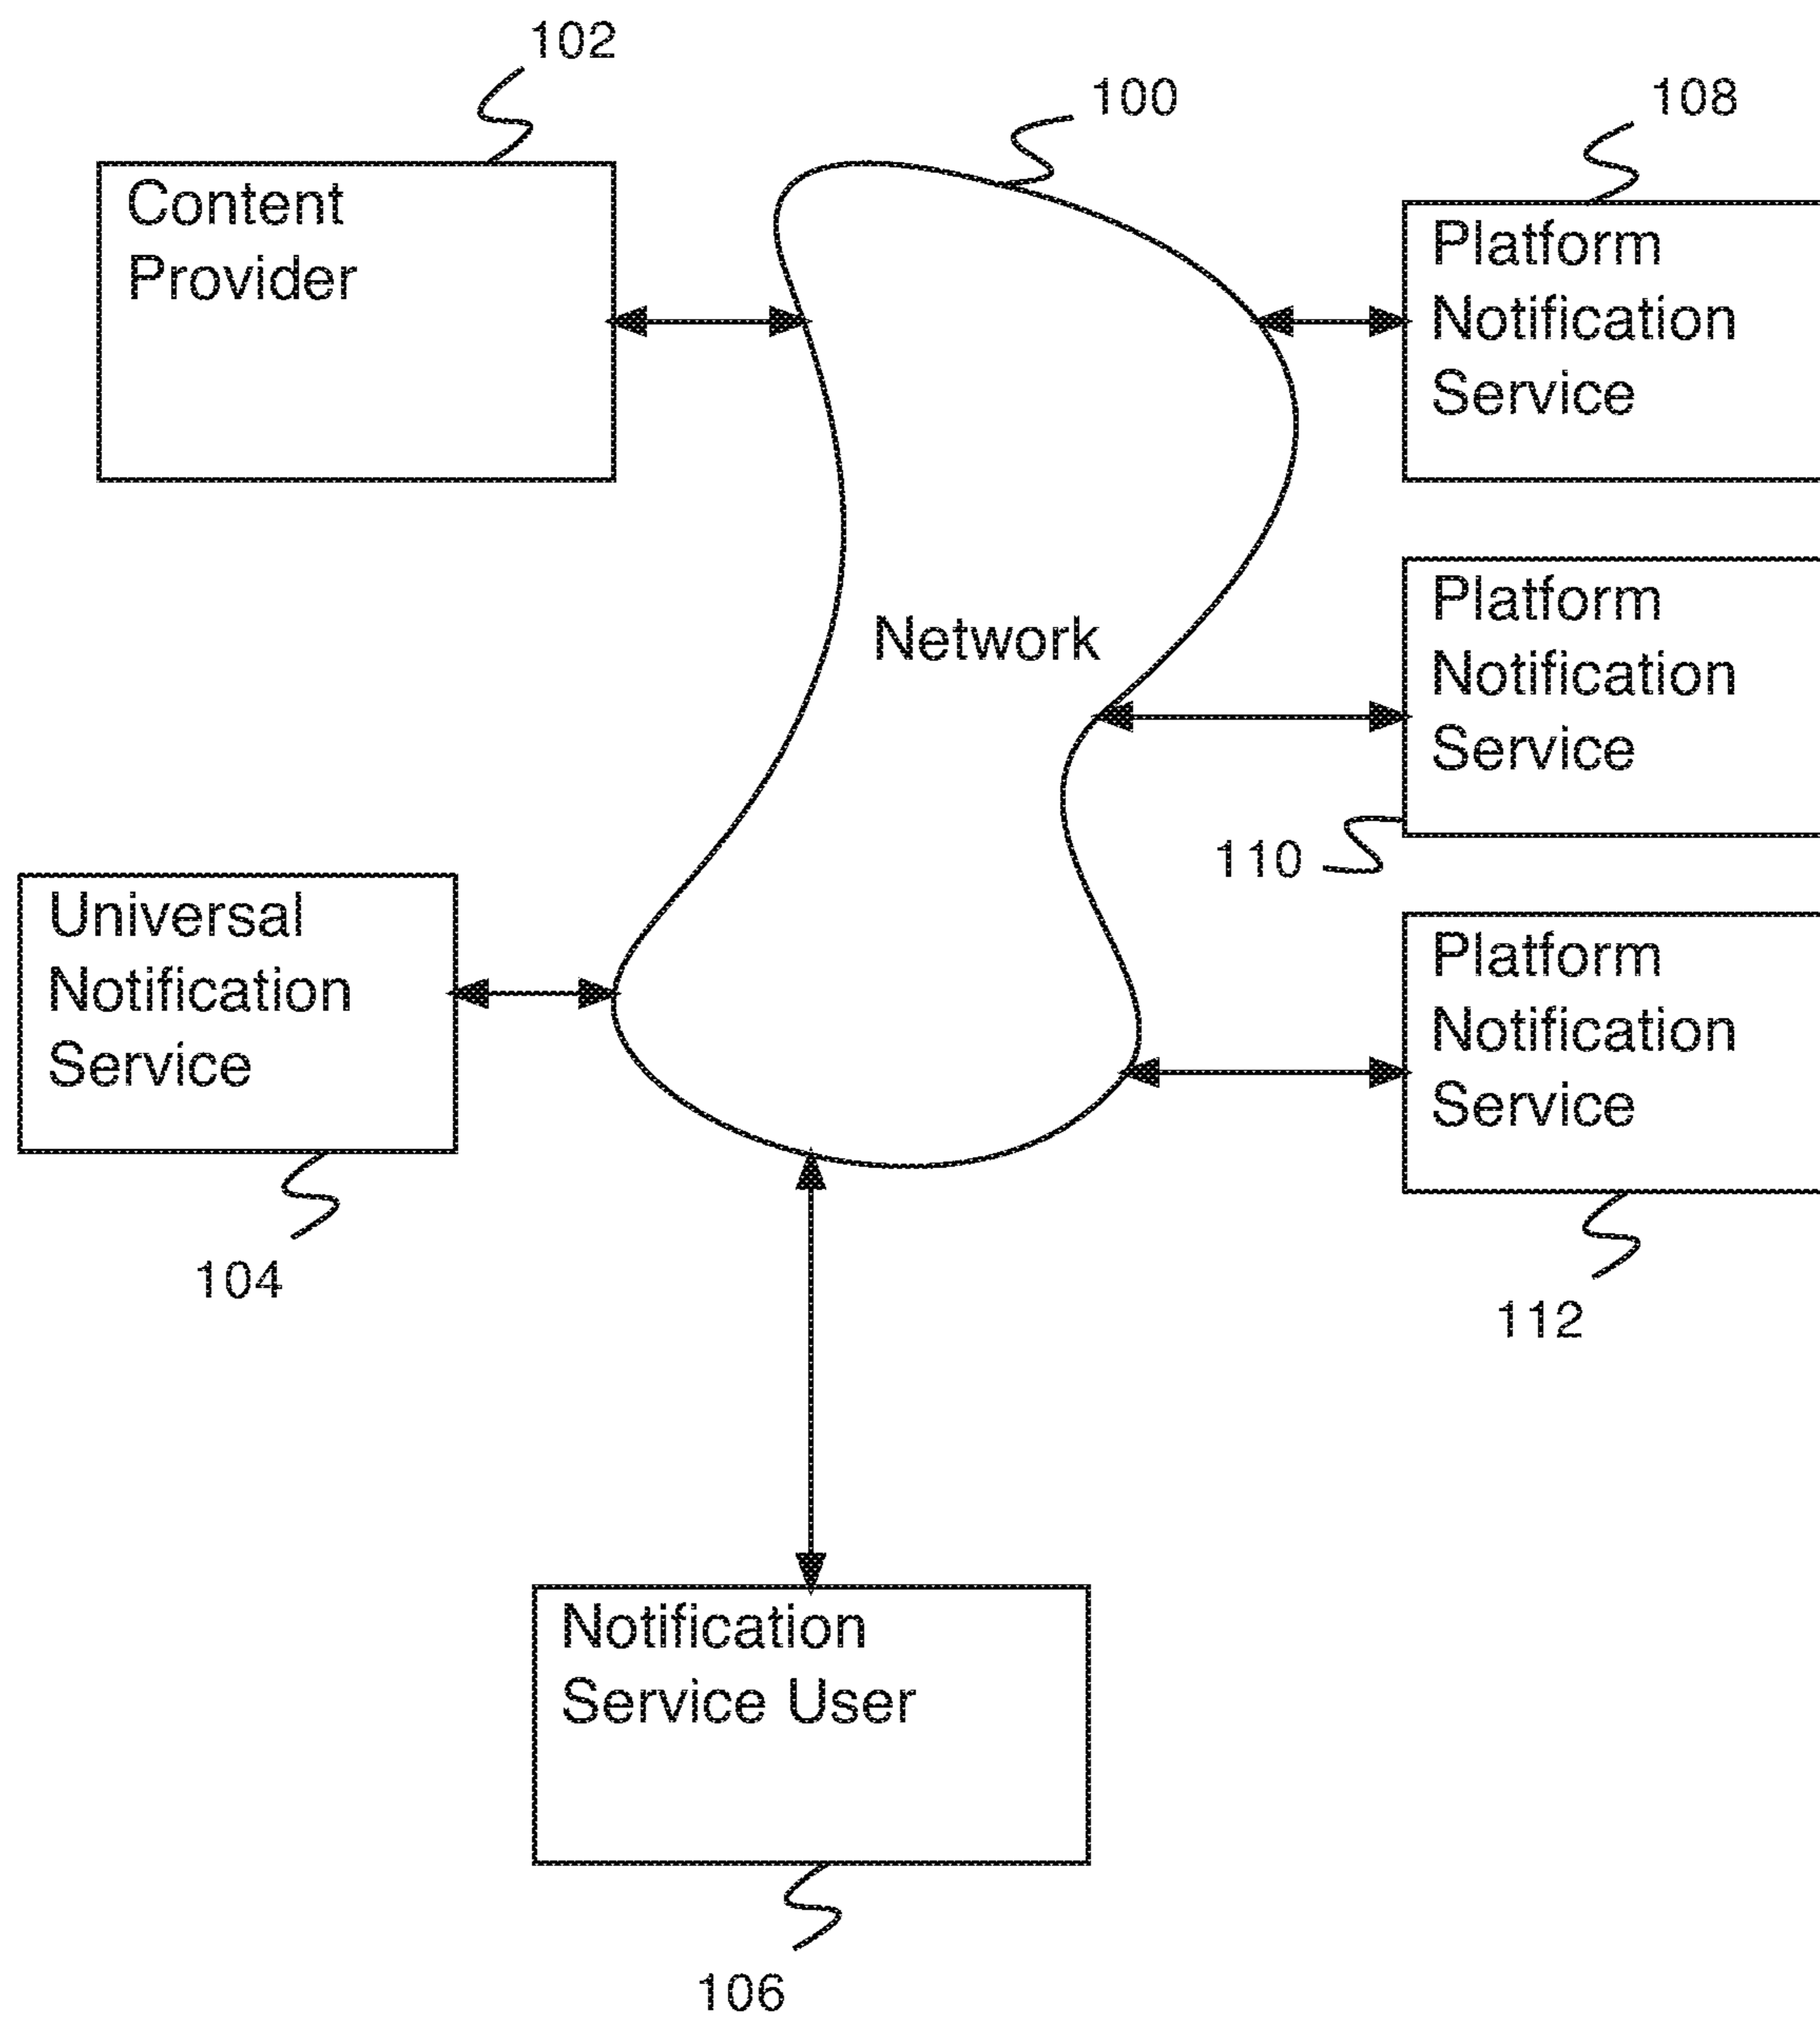 102
100
108
Content
Provider
Platform
Notification
Service
Network
Platform
Notification
Service
110
Universal
Notification
Service
Platform
Notification
Service
104
112
Notification
Service User
106